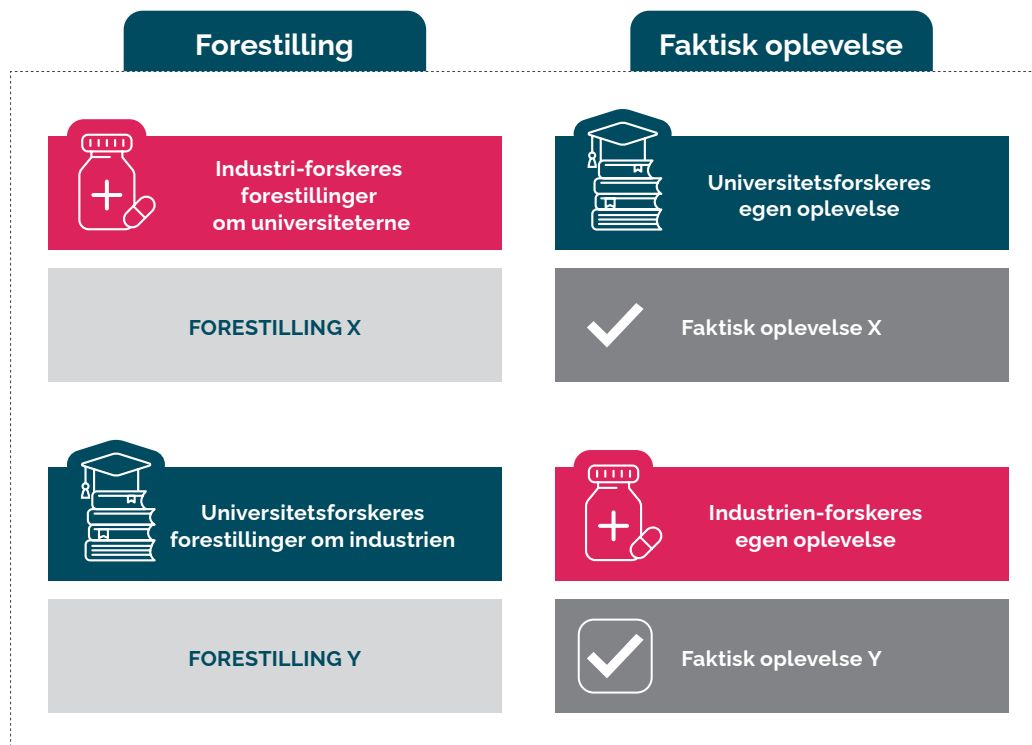 Forestilling
Faktisk oplevelse
Industri-forskeres
forestillinger
om universiteterne
Universitetsforskeres
egen oplevelse
FORESTILLING X
Faktisk oplevelse X
Universitetsforskeres
forestillinger om industrien
Industrien-forskeres
egen oplevelse
FORESTILLING Y
Faktisk oplevelse Y